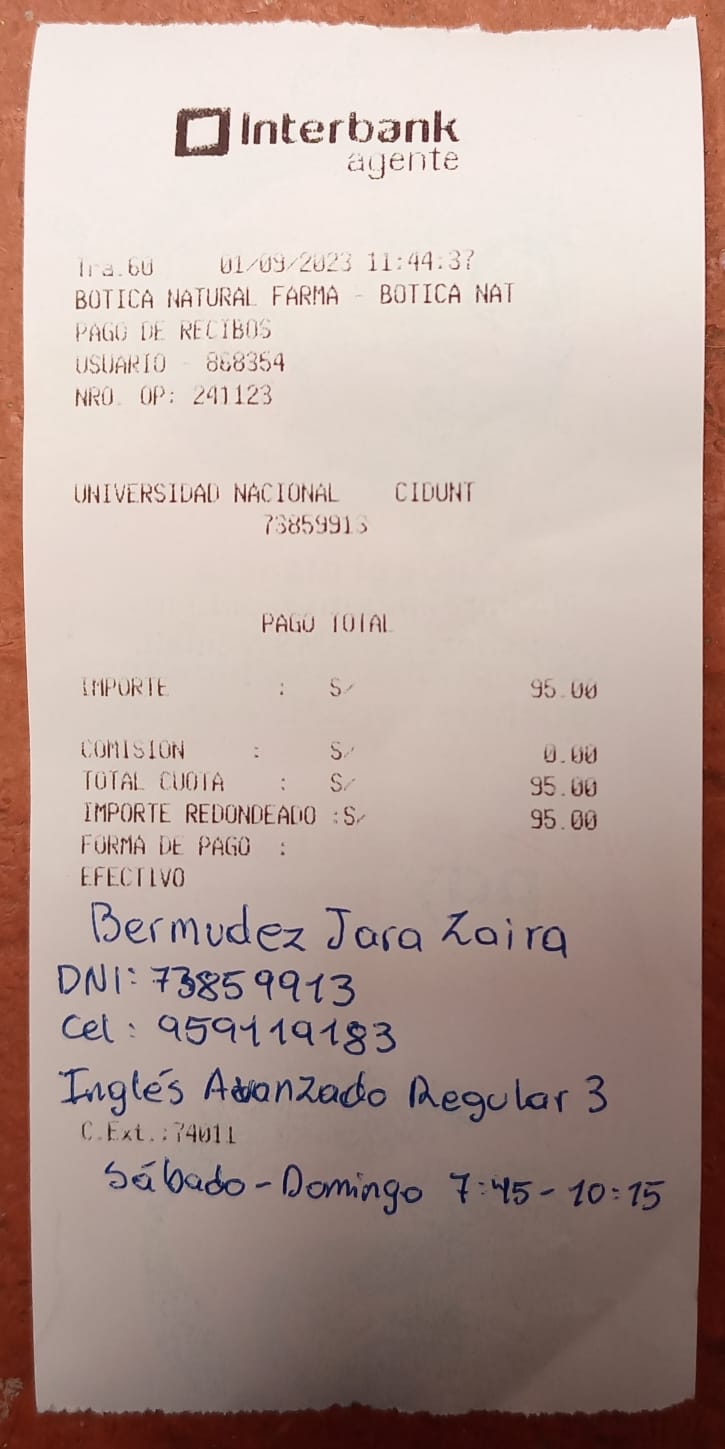 Interbank
agente
Tra.60 01/09/2023 11:44:37
BOTICA NATURAL FARMA - BOTICA NAT
PAGO DE RECIBOS
USUARIO - 868354
NRO. OP: 241123
UNIVERSIDAD NACIONAL CIDUNT
73859913
PAGO TOTAL
IMPORTE : S/ 95.00
COMISION : S/ 0.00
TOTAL CUOTA : S/ 95.00
IMPORTE REDONDEADO :S/ 95.00
FORMA DE PAGO :
EFECTIVO
Bermudez Jara Zaira
DNI: 73859913
Cel: 959119183
Inglés Avanzado Regular 3
C.Ext.:74011
Sábado - Domingo 7:45 - 10:15